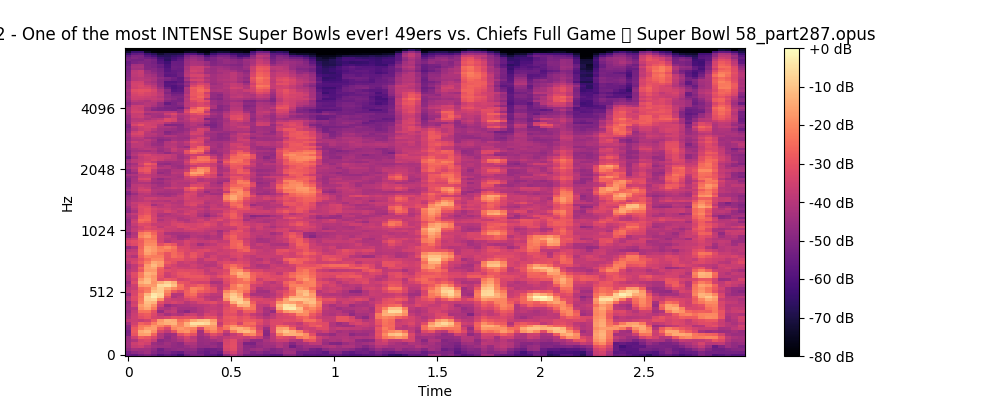 2 - One of the most INTENSE Super Bowls ever! 49ers vs. Chiefs Full Game Super Bowl 58_part287.opus
+0 dB
-10 dB
-20 dB
-30 dB
-40 dB
-50 dB
-60 dB
-70 dB
-80 dB
4096
2048
1024
512
0
Hz
0 0.5 1 1.5 2 2.5
Time